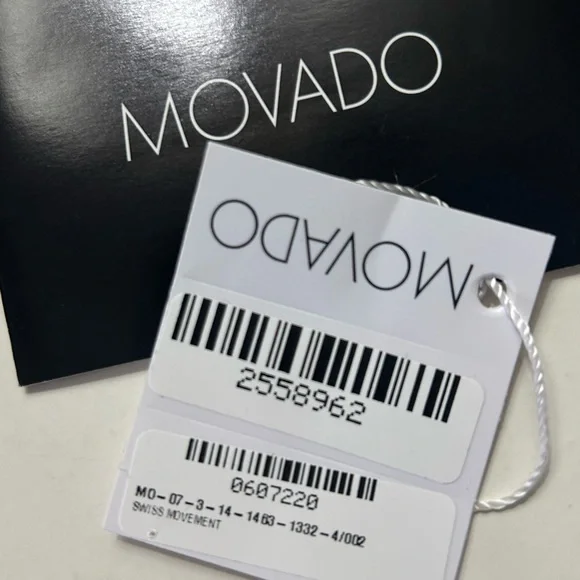 MOVADO
MOVADO
2558962
0607220
MO-07-3-14-1463-1332-4/002
SWISS MOVEMENT